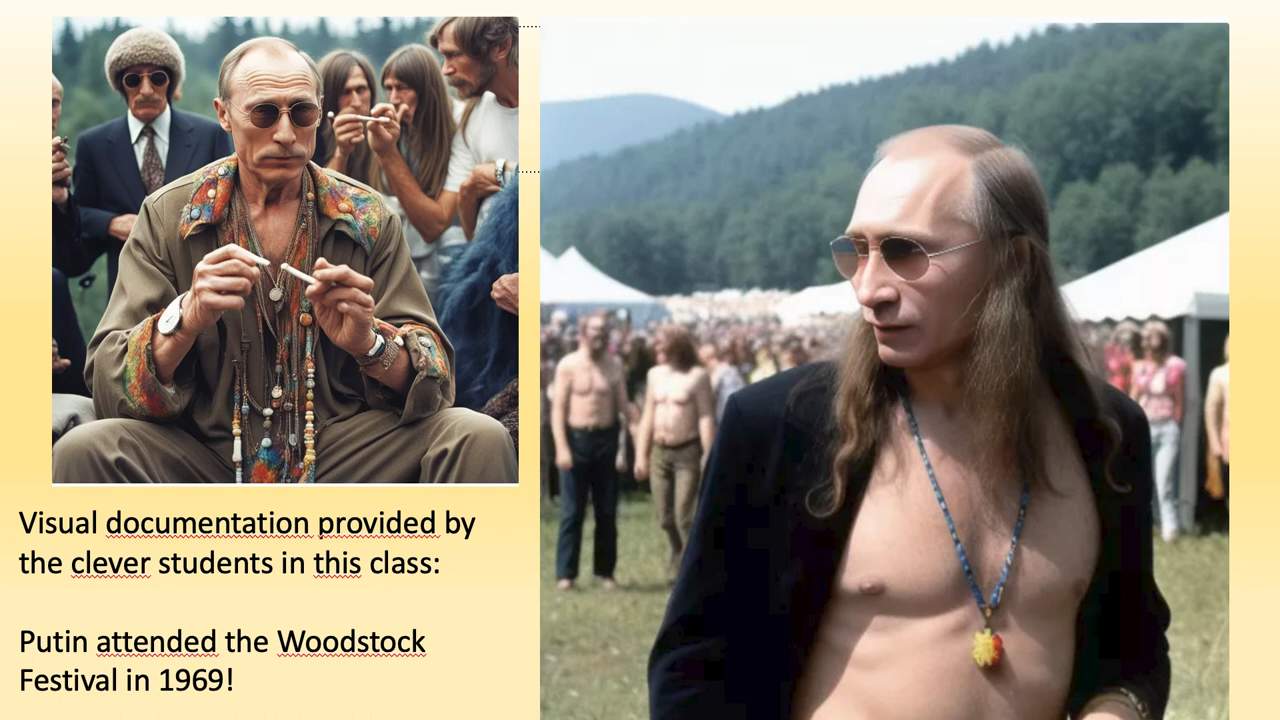 Visual documentation provided by
the clever students in this class:
Putin attended the Woodstock
Festival in 1969!